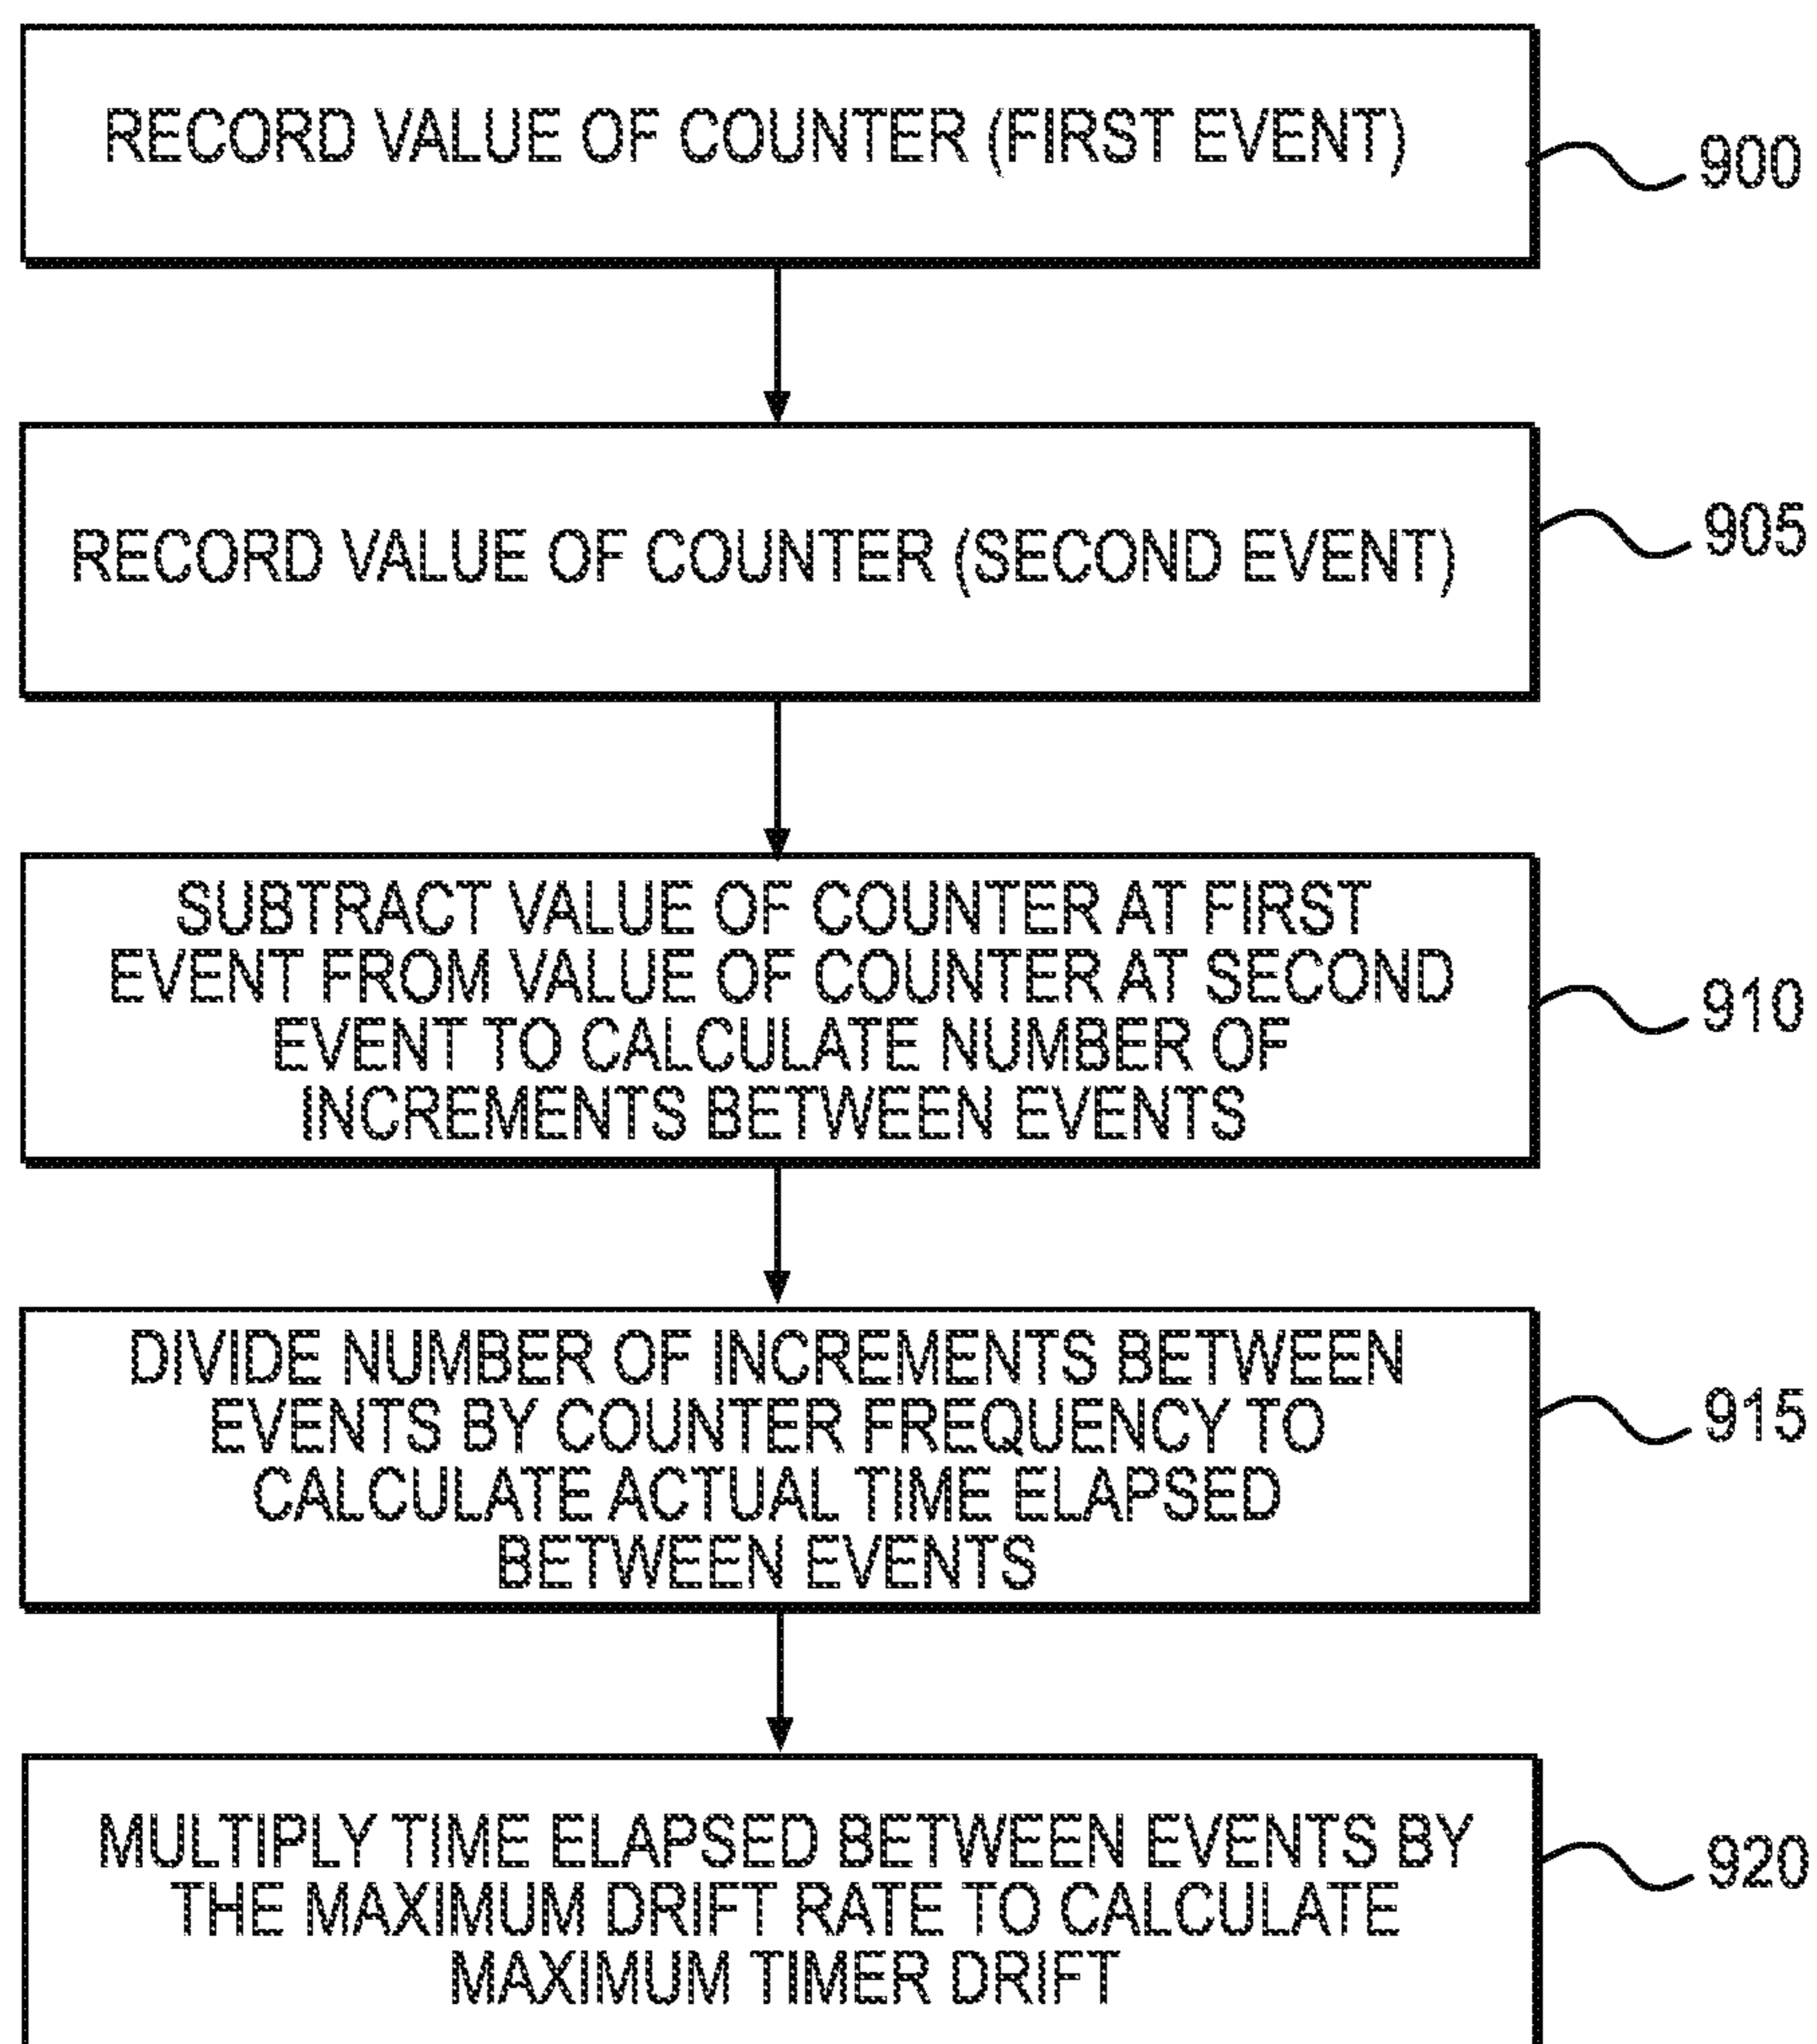 RECORD VALUE OF COUNTER (FIRST EVENT)
900
RECORD VALUE OF COUNTER (SECOND EVENT)
905
SUBTRACT VALUE OF COUNTER AT FIRST
EVENT FROM VALUE OF COUNTER AT SECOND
EVENT TO CALCULATE NUMBER OF
INCREMENTS BETWEEN EVENTS
910
DIVIDE NUMBER OF INCREMENTS BETWEEN
EVENTS BY COUNTER FREQUENCY TO
CALCULATE ACTUAL TIME ELAPSED
BETWEEN EVENTS
915
MULTIPLY TIME ELAPSED BETWEEN EVENTS BY
THE MAXIMUM DRIFT RATE TO CALCULATE
MAXIMUM TIMER DRIFT
920